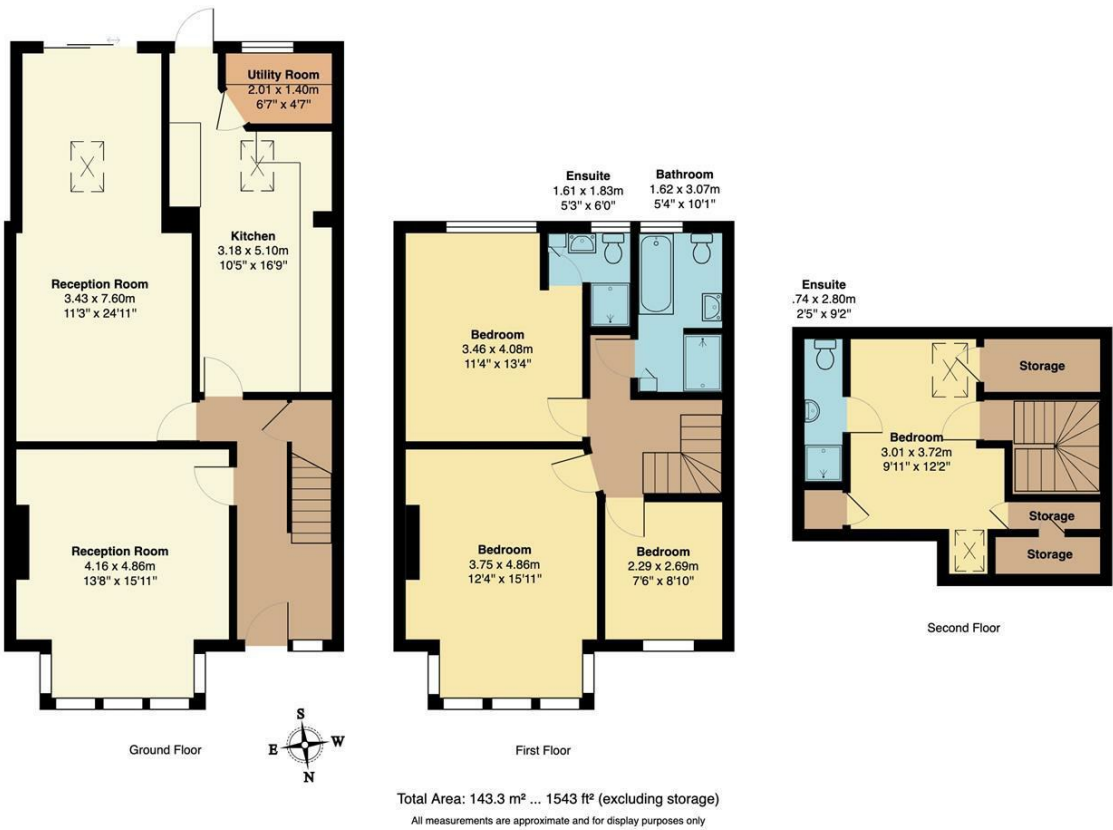 Utility Room
2.01 x 1.40m
6'7" x 4'7"
Kitchen
3.18 x 5.10m
10'5" x 16'9"
Reception Room
3.43 x 7.60m
11'3" x 24'11"
Reception Room
4.16 x 4.86m
13'8" x 15'11"
Ground Floor
S
E
W
N
Ensuite
1.61 x 1.83m
5'3" x 6'0"
Bathroom
1.62 x 3.07m
5'4" x 10'1"
Bedroom
3.46 x 4.08m
11'4" x 13'4"
Bedroom
3.75 x 4.86m
12'4" x 15'11"
Bedroom
2.29 x 2.69m
7'6" x 8'10"
First Floor
Ensuite
.74 x 2.80m
2'5" x 9'2"
Storage
Bedroom
3.01 x 3.72m
9'11" x 12'2"
Storage
Storage
Second Floor
Total Area: 143.3 m² ... 1543 ft² (excluding storage)
All measurements are approximate and for display purposes only